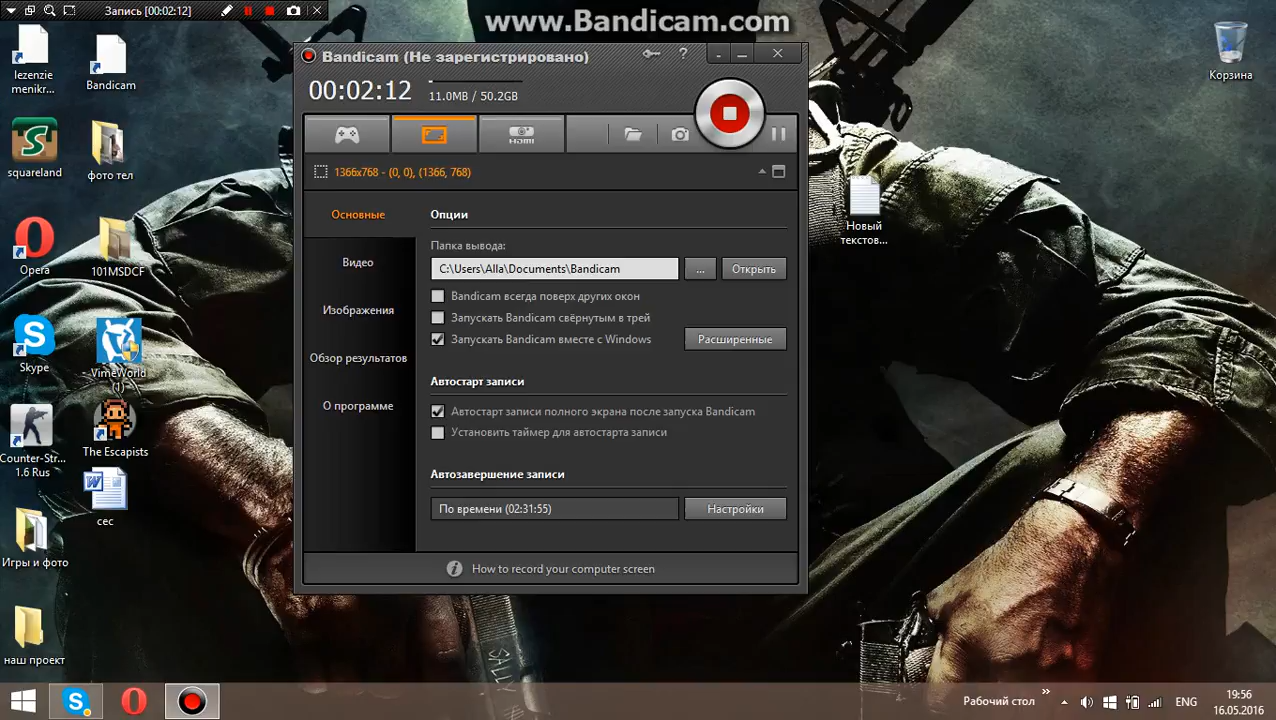 Запись [00:02:12]
www.Bandicam.com
lezenzie
menikr...
Bandicam
squareland
фото тел
Opera
101MSDCF
Skype
VimeWorld
(1)
Counter-Str...
1.6 Rus
The Escapists
сес
Игры и фото
наш проект
Корзина
Новый
текстов...
Bandicam (Не зарегистрировано)
?
00:02:12
11.0MB / 50.2GB
HDMI
1366x768 - (0, 0), (1366, 768)
Основные
Видео
Изображения
Обзор результатов
О программе
Опции
Папка вывода:
C:\Users\Alla\Documents\Bandicam
...
Открыть
Bandicam всегда поверх других окон
Запускать Bandicam свёрнутым в трей
Запускать Bandicam вместе с Windows
Расширенные
Автостарт записи
Автостарт записи полного экрана после запуска Bandicam
Установить таймер для автостарта записи
Автозавершение записи
По времени (02:31:55)
Настройки
How to record your computer screen
SALLY
Рабочий стол
ENG
19:56
16.05.2016